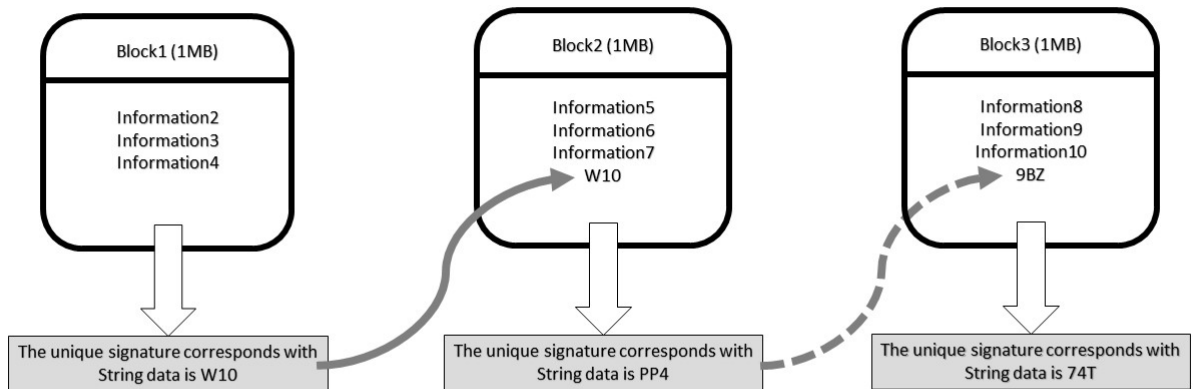 Block1 (1MB)
Information2
Information3
Information4
The unique signature corresponds with
String data is W10
Block2 (1MB)
Information5
Information6
Information7
W10
The unique signature corresponds with
String data is PP4
Block3 (1MB)
Information8
Information9
Information10
9BZ
The unique signature corresponds with
String data is 74T